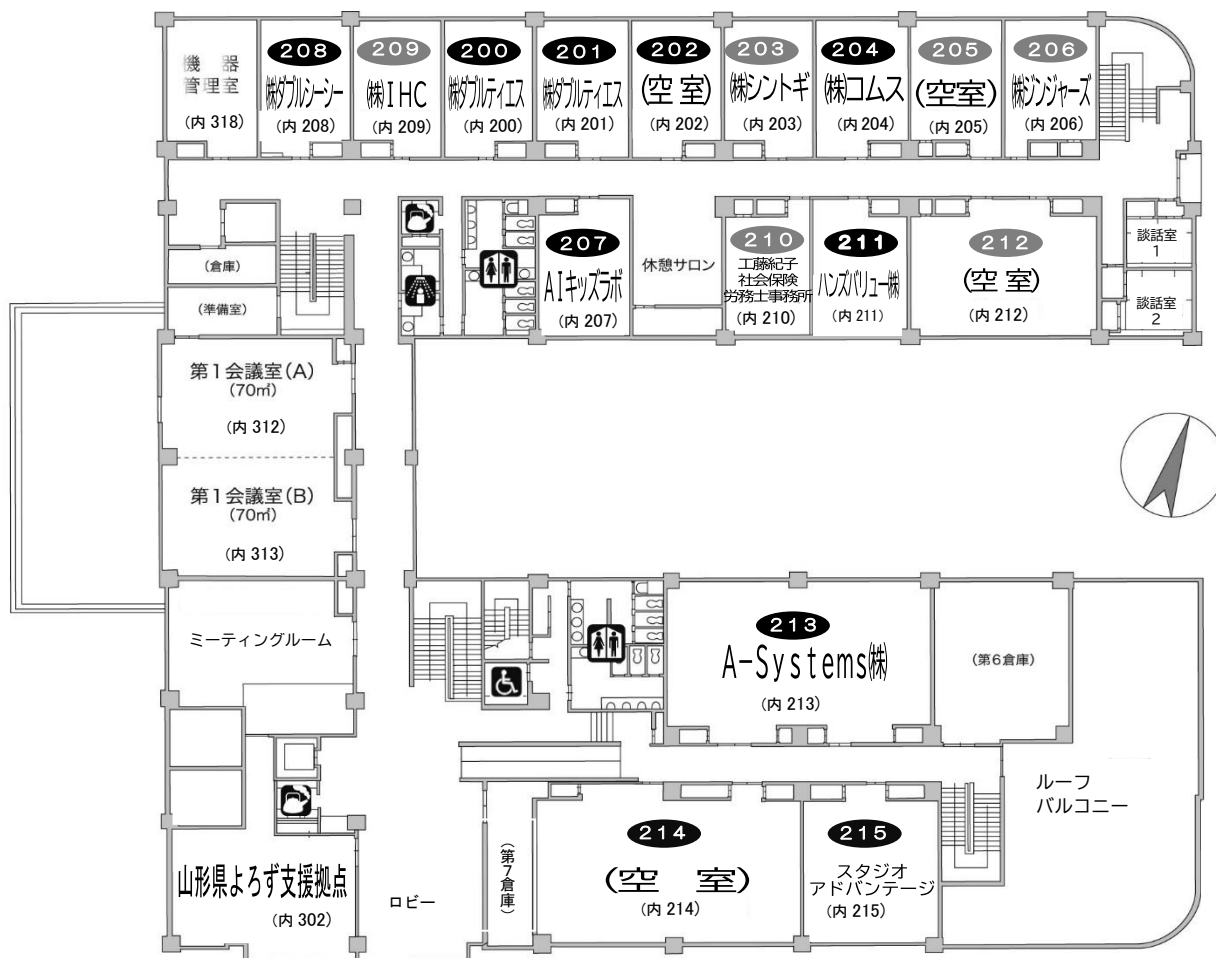 機器
管理室
(内 318)
208
㈱ダブルシーシー
(内 208)
209
㈱IHC
(内 209)
200
㈱ダブルティエス
(内 200)
201
㈱ダブルティエス
(内 201)
202
(空室)
(内 202)
203
㈱シントギ
(内 203)
204
㈱コムス
(内 204)
205
(空室)
(内 205)
206
㈱ジンジャーズ
(内 206)
207
AIキッズラボ
(内 207)
休憩サロン
210
工藤紀子
社会保険
労務士事務所
(内 210)
211
ハンズバリュー㈱
(内 211)
212
(空室)
(内 212)
談話室
1
談話室
2
(倉庫)
(準備室)
第1会議室(A)
(70㎡)
(内 312)
第1会議室(B)
(70㎡)
(内 313)
ミーティングルーム
213
A-Systems㈱
(内 213)
(第6倉庫)
ルーフ
バルコニー
214
(空 室)
(内 214)
215
スタジオ
アドバンテージ
(内 215)
(第7倉庫)
ロビー
山形県よろず支援拠点
(内 302)